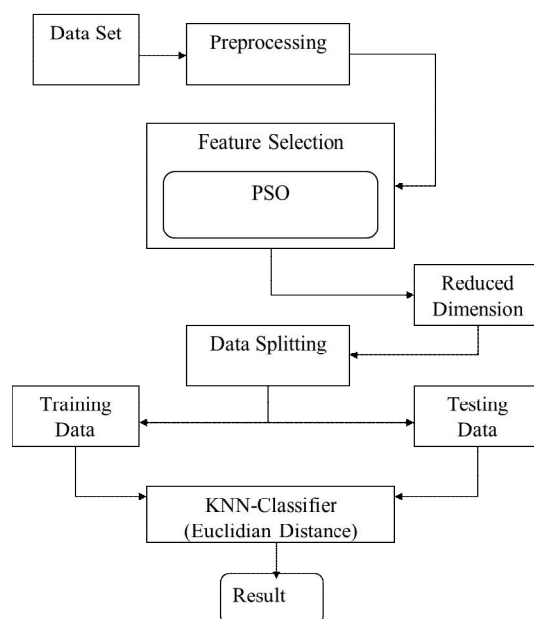 Data Set
Preprocessing
Feature Selection
PSO
Reduced
Dimension
Data Splitting
Training
Data
Testing
Data
KNN-Classifier
(Euclidian Distance)
Result